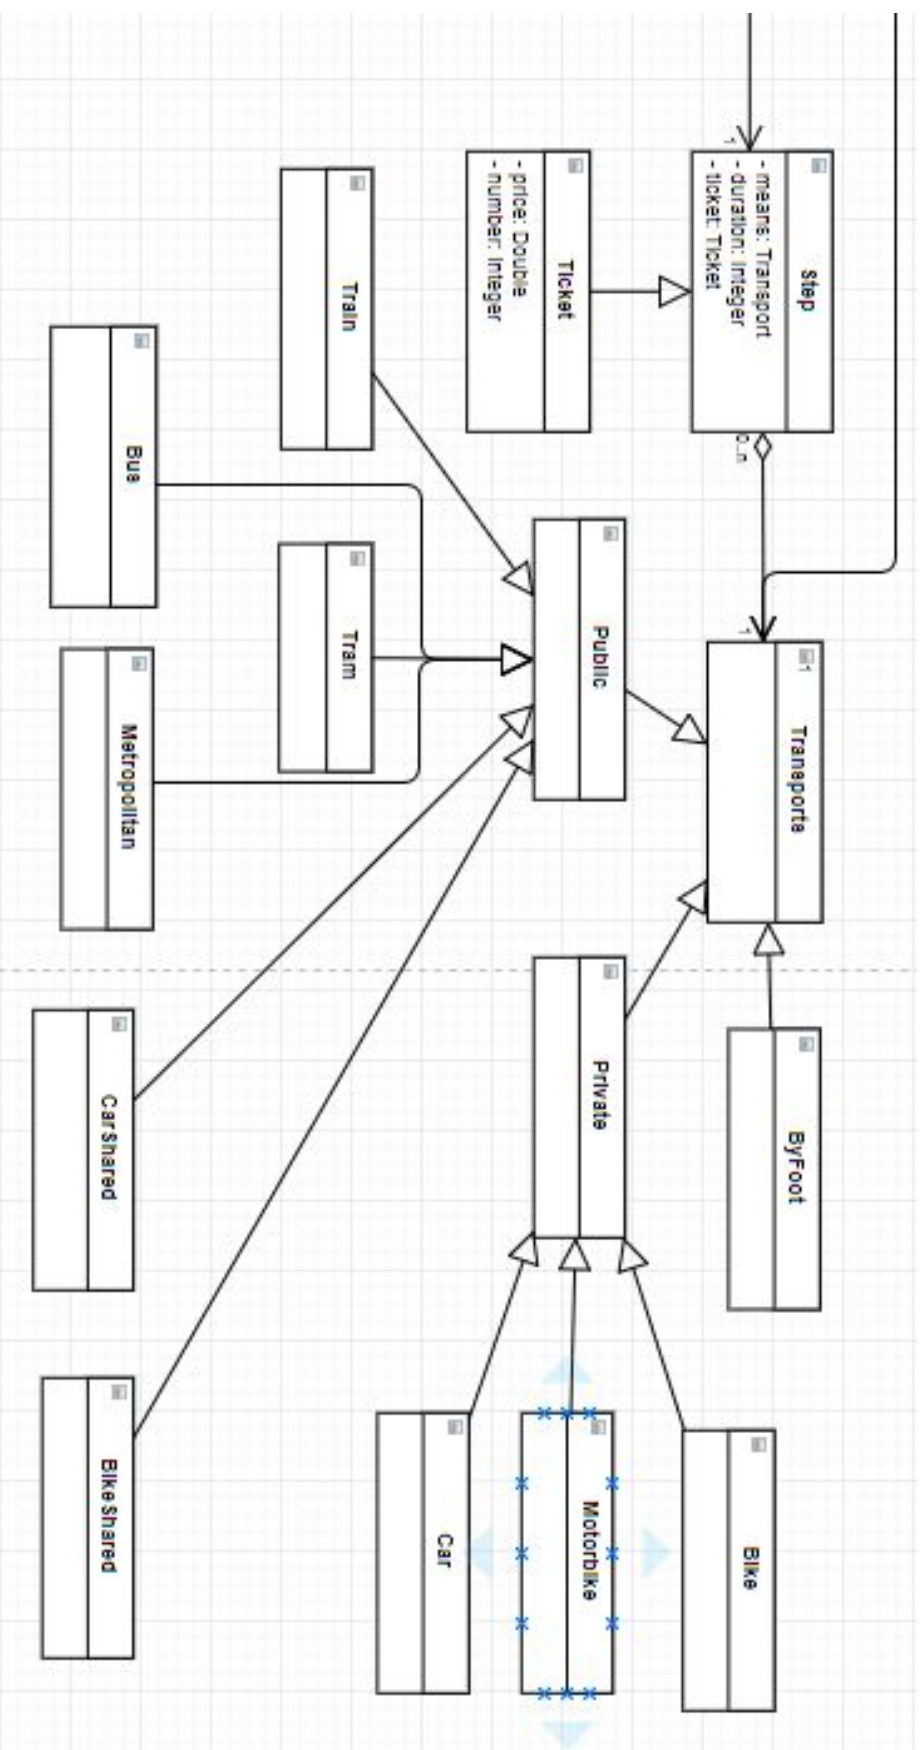 Step
- means: Transport
- duration: Integer
- ticket: Ticket
1
0..n
Ticket
- price: Double
- number: Integer
1
1
Transports
ByFoot
Public
Private
Train
Tram
Bus
Metropolitan
CarShared
BikeShared
Bike
Motorbike
Car